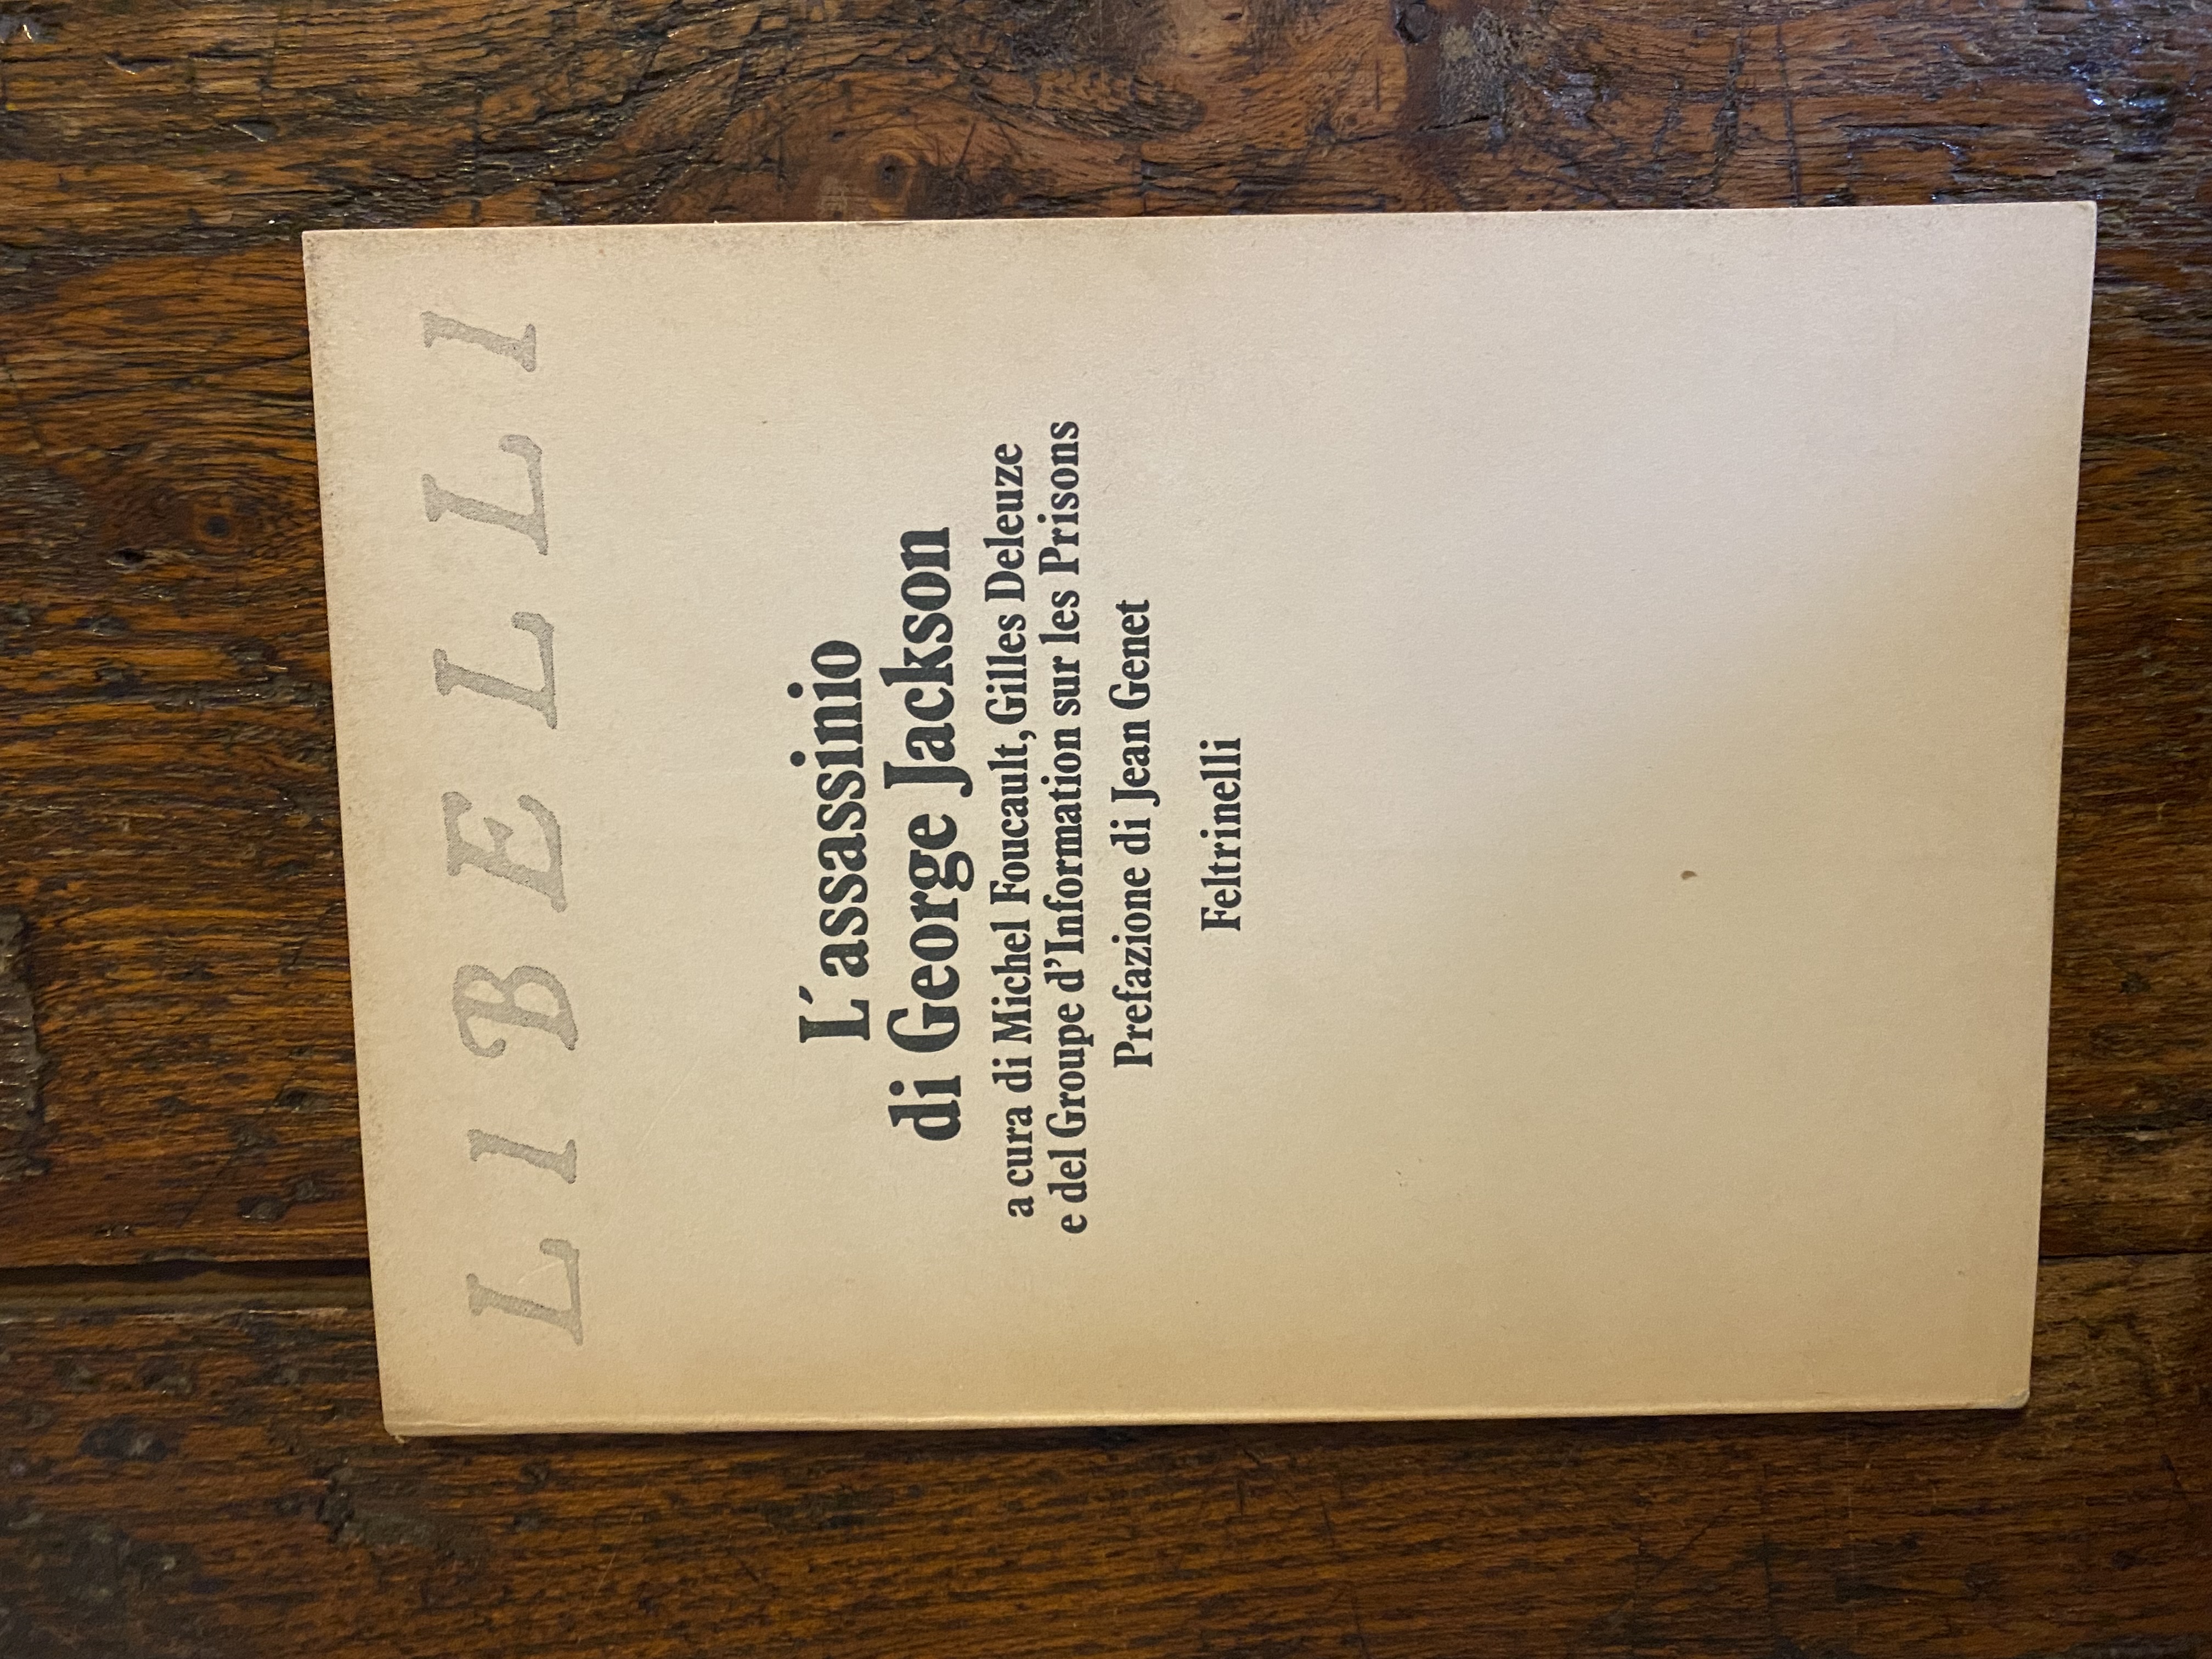 LIBELLI
L'assassinio
di George Jackson
a cura di Michel Foucault, Gilles Deleuze
e del Groupe d'Information sur les Prisons
Prefazione di Jean Genet
Feltrinelli